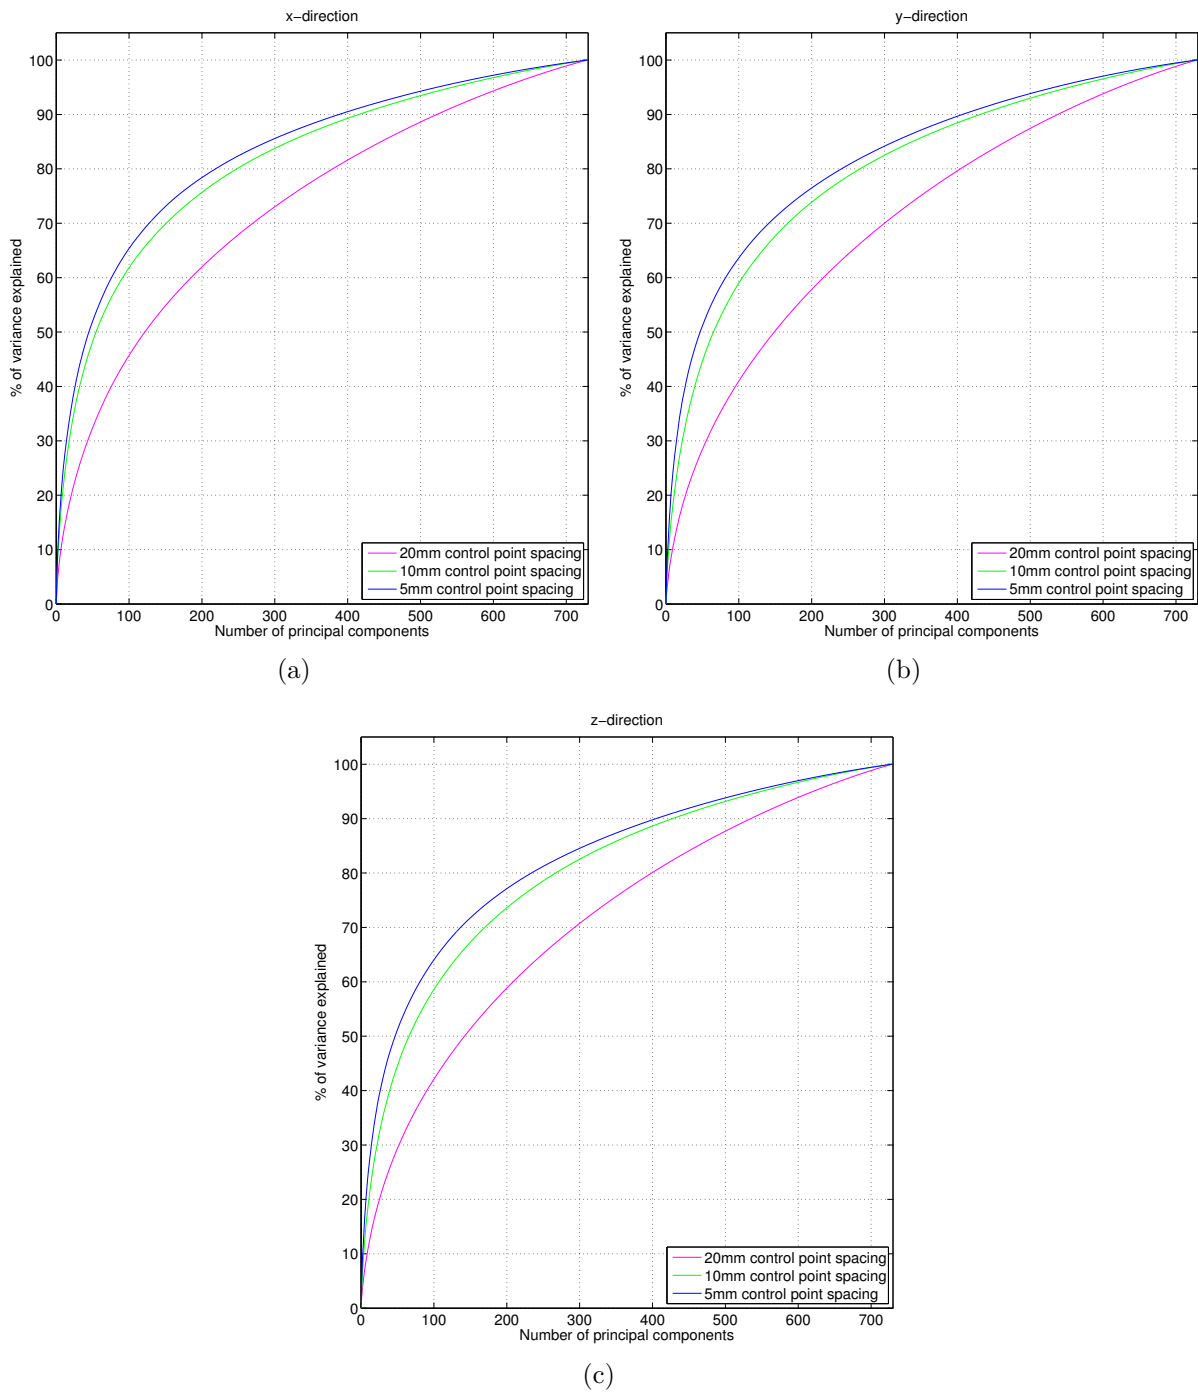 x−direction
% of variance explained
100
90
80
70
60
50
40
30
20
10
0
0 100 200 300 400 500 600 700
Number of principal components
20mm control point spacing
10mm control point spacing
5mm control point spacing
(a)
y−direction
% of variance explained
100
90
80
70
60
50
40
30
20
10
0
0 100 200 300 400 500 600 700
Number of principal components
20mm control point spacing
10mm control point spacing
5mm control point spacing
(b)
z−direction
% of variance explained
100
90
80
70
60
50
40
30
20
10
0
0 100 200 300 400 500 600 700
Number of principal components
20mm control point spacing
10mm control point spacing
5mm control point spacing
(c)